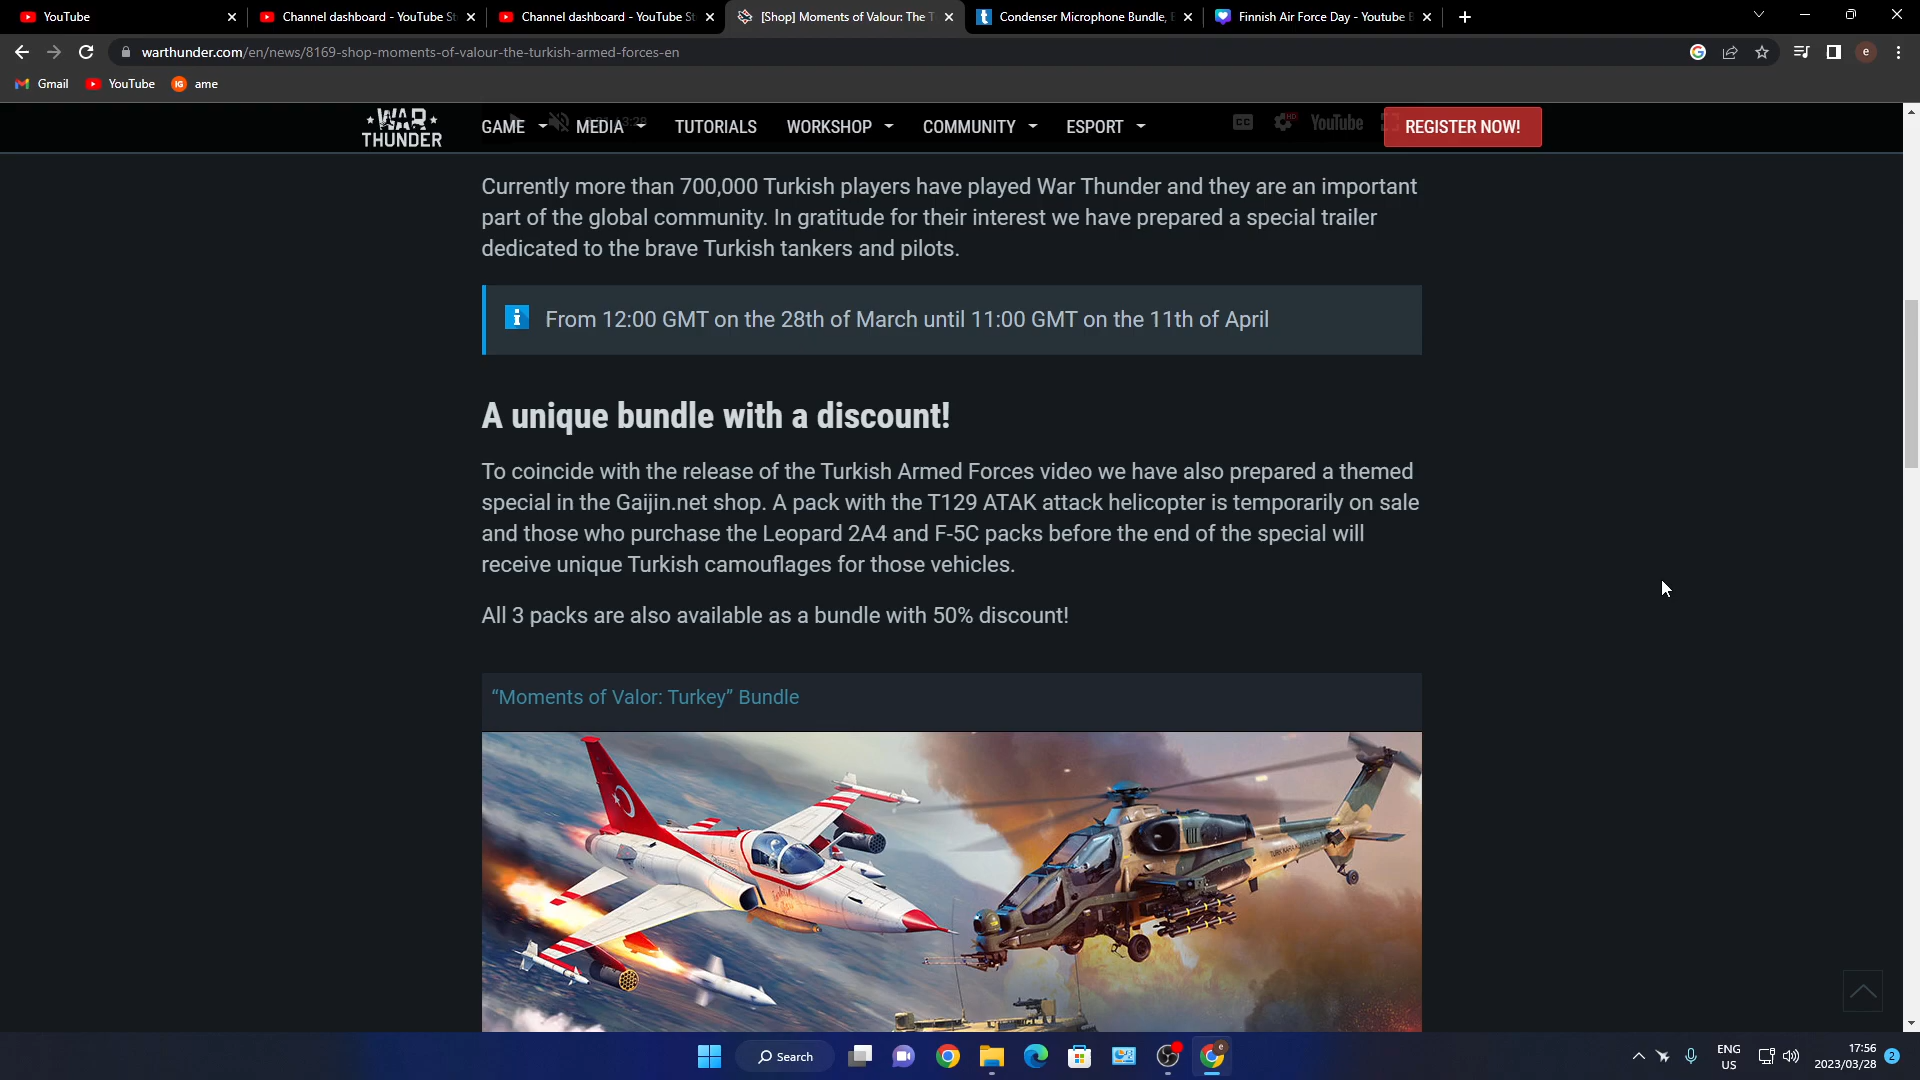 YouTube
Channel dashboard - YouTube St
Channel dashboard - YouTube St
[Shop] Moments of Valour: The T
Condenser Microphone Bundle,
Finnish Air Force Day - Youtube
warthunder.com/en/news/8169-shop-moments-of-valour-the-turkish-armed-forces-en
e
Gmail YouTube IG ame
WAR THUNDER
GAME MEDIA TUTORIALS WORKSHOP COMMUNITY ESPORT CC HD YouTube REGISTER NOW!
Currently more than 700,000 Turkish players have played War Thunder and they are an important
part of the global community. In gratitude for their interest we have prepared a special trailer
dedicated to the brave Turkish tankers and pilots.
i From 12:00 GMT on the 28th of March until 11:00 GMT on the 11th of April
A unique bundle with a discount!
To coincide with the release of the Turkish Armed Forces video we have also prepared a themed
special in the Gaijin.net shop. A pack with the T129 ATAK attack helicopter is temporarily on sale
and those who purchase the Leopard 2A4 and F-5C packs before the end of the special will
receive unique Turkish camouflages for those vehicles.
All 3 packs are also available as a bundle with 50% discount!
“Moments of Valor: Turkey” Bundle
Search
ENG
US
17:56
2023/03/28
2